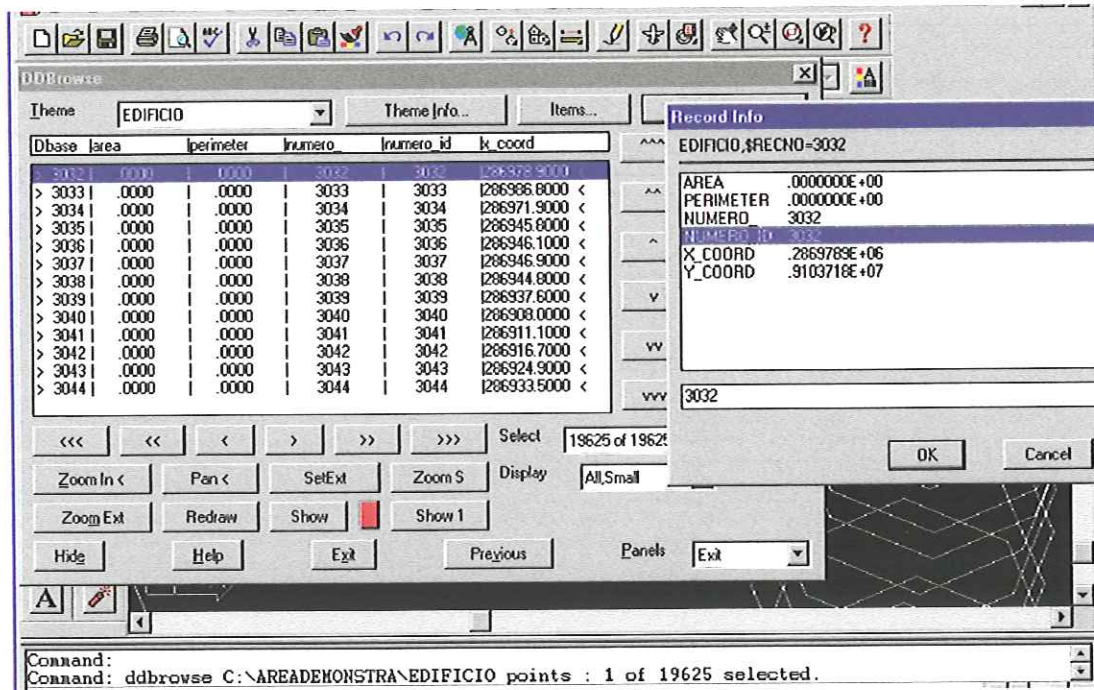 DDBrowse
Theme EDIFICIO Theme Info... Items...
Dbase |area |perimeter |numero_ |numero_id |x_coord
> 3032 | .0000 | .0000 | 3032 | 3032 |286978.9000 <
> 3033 | .0000 | .0000 | 3033 | 3033 |286986.8000 <
> 3034 | .0000 | .0000 | 3034 | 3034 |286971.9000 <
> 3035 | .0000 | .0000 | 3035 | 3035 |286945.6000 <
> 3036 | .0000 | .0000 | 3036 | 3036 |286946.1000 <
> 3037 | .0000 | .0000 | 3037 | 3037 |286946.9000 <
> 3038 | .0000 | .0000 | 3038 | 3038 |286944.8000 <
> 3039 | .0000 | .0000 | 3039 | 3039 |286937.6000 <
> 3040 | .0000 | .0000 | 3040 | 3040 |286908.0000 <
> 3041 | .0000 | .0000 | 3041 | 3041 |286911.1000 <
> 3042 | .0000 | .0000 | 3042 | 3042 |286916.7000 <
> 3043 | .0000 | .0000 | 3043 | 3043 |286924.9000 <
> 3044 | .0000 | .0000 | 3044 | 3044 |286933.5000 <
^^^
^^
^
v
vv
vvv
<<< << < > >> >>> Select 19625 of 19625
Zoom In < Pan < SetExt Zoom S Display All,Small
Zoom Ext Redraw Show Show 1
Hide Help Exit Previous Panels Exit
Record Info
EDIFICIO,$RECNO=3032
AREA .0000000E+00
PERIMETER .0000000E+00
NUMERO_ 3032
NUMERO_ID 3032
X_COORD .2869789E+06
Y_COORD .9103718E+07
3032
OK Cancel
A
Command:
Command: ddbrowse C:\AREADEMONSTRA\EDIFICIO points : 1 of 19625 selected.